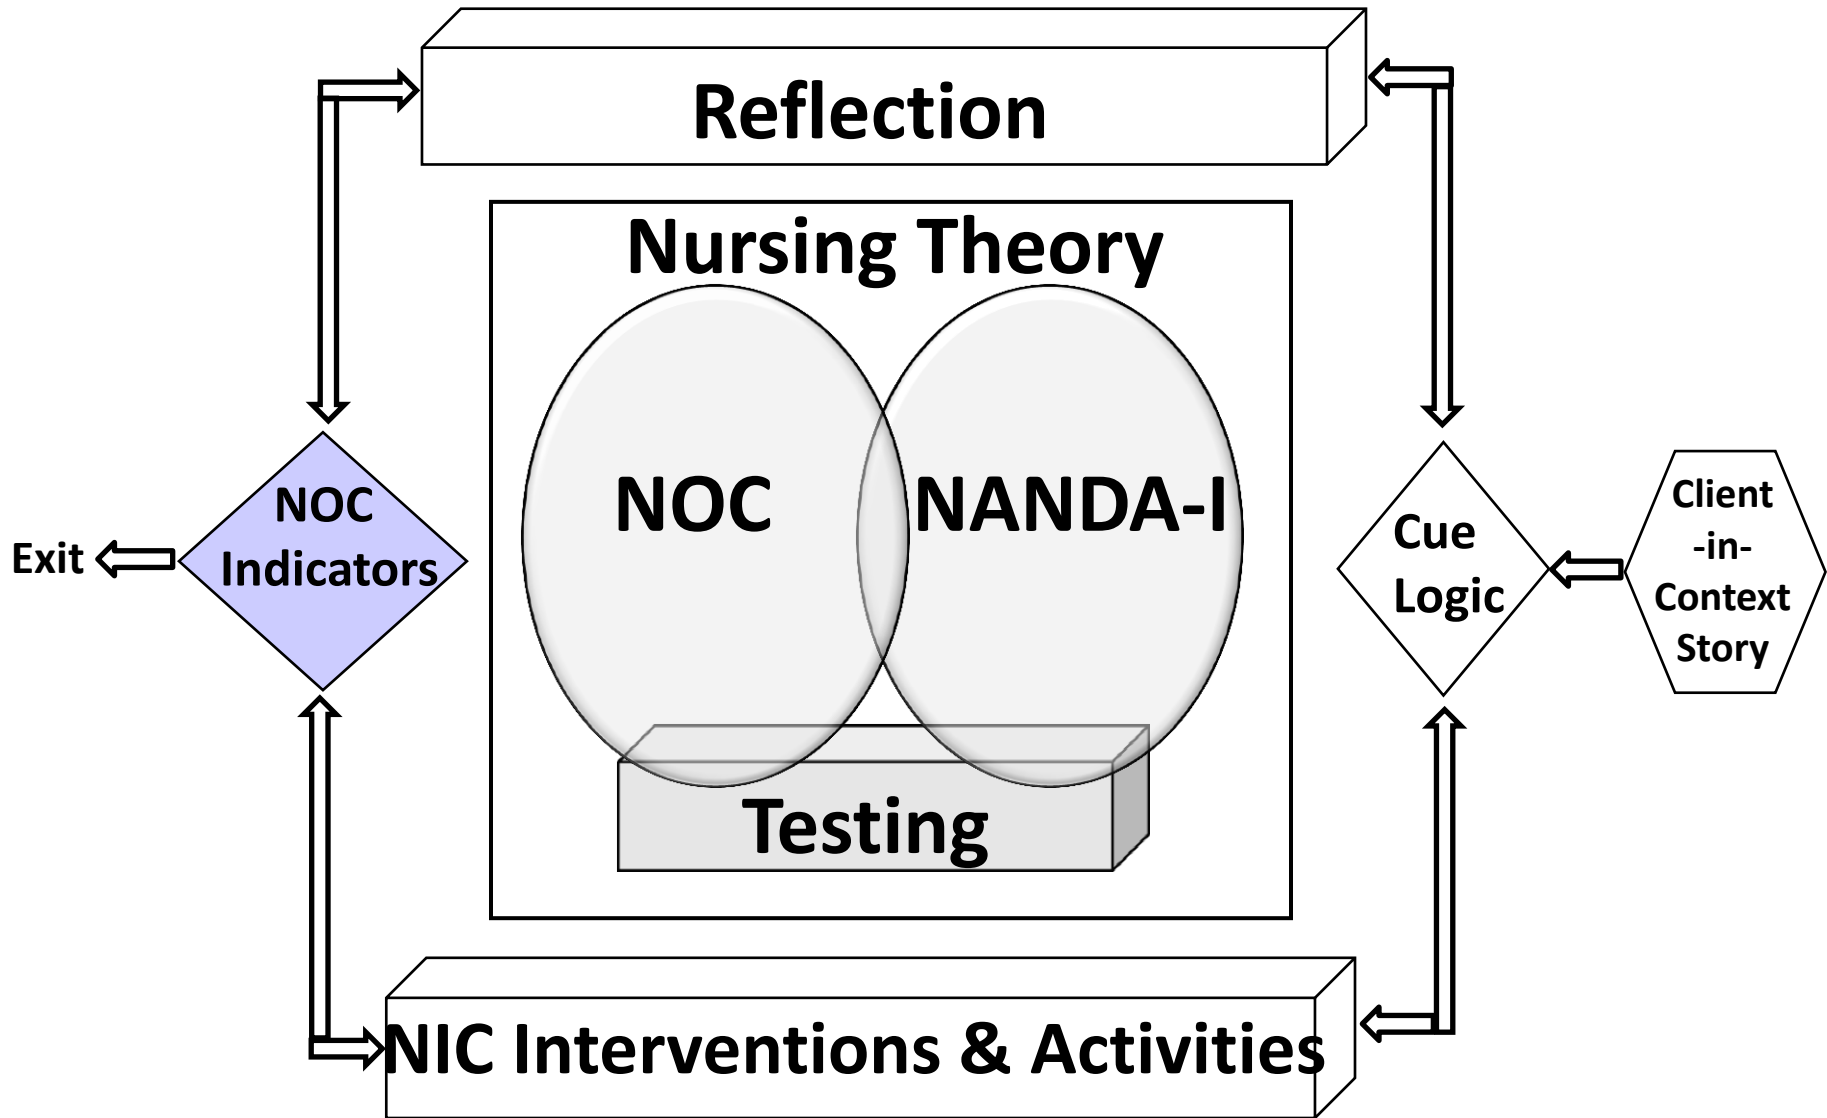 Reflection
Nursing Theory
NOC
NANDA-I
Testing
NOC
Indicators
Exit
Cue
Logic
Client
-in-
Context
Story
NIC Interventions & Activities